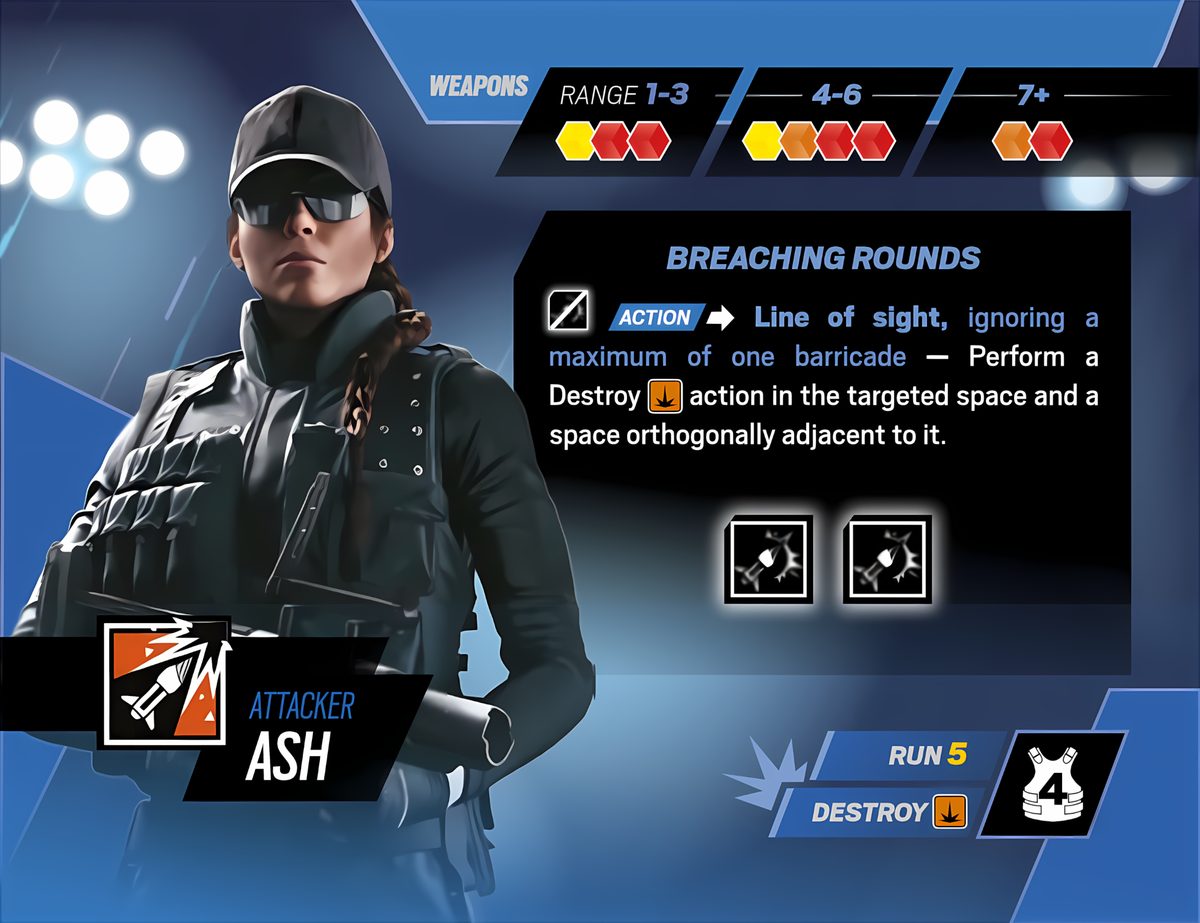 WEAPONS
RANGE 1-3
4-6
7+
BREACHING ROUNDS
ACTION Line of sight, ignoring a
maximum of one barricade — Perform a
Destroy action in the targeted space and a
space orthogonally adjacent to it.
ATTACKER
ASH
RUN 5
DESTROY
4